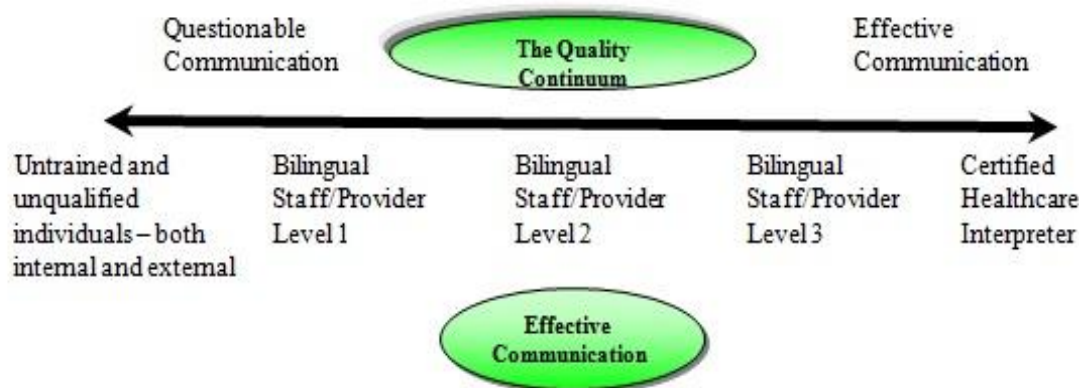 Questionable
Communication
The Quality
Continuum
Effective
Communication
Untrained and
unqualified
individuals – both
internal and external
Bilingual
Staff/Provider
Level 1
Bilingual
Staff/Provider
Level 2
Bilingual
Staff/Provider
Level 3
Certified
Healthcare
Interpreter
Effective
Communication